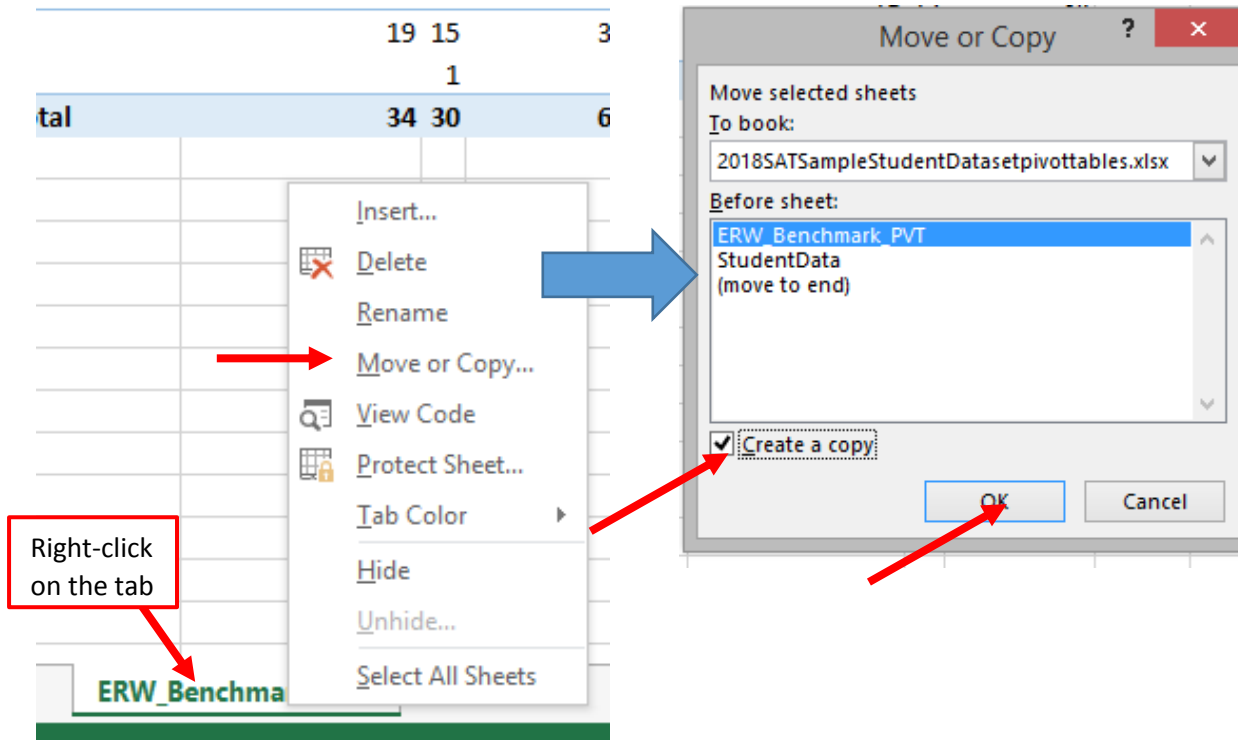 19 15 3
1
tal 34 30 6
Insert...
Delete
Rename
Move or Copy...
View Code
Protect Sheet...
Tab Color
Hide
Unhide...
Select All Sheets
Right-click
on the tab
ERW_Benchma
Move or Copy ?
Move selected sheets
To book:
2018SATSampleStudentDatasetpivottables.xlsx
Before sheet:
ERW_Benchmark_PVT
StudentData
(move to end)
Create a copy
OK Cancel